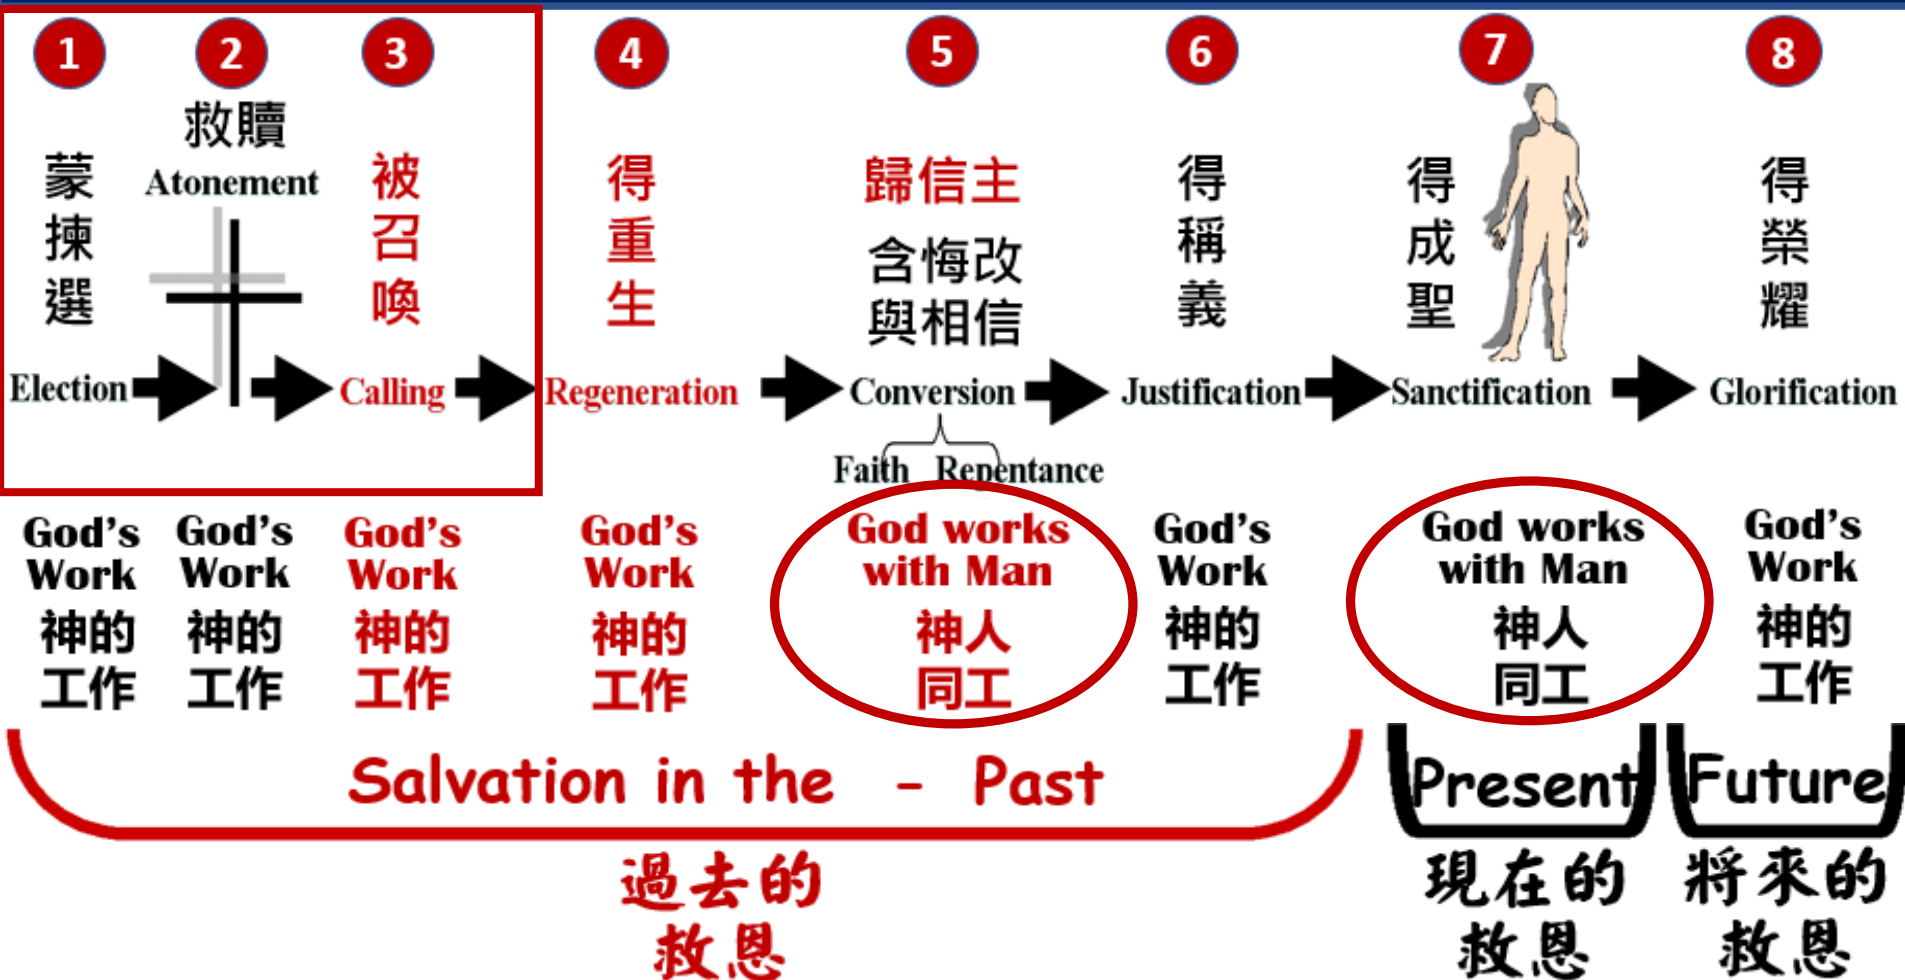 1
2
3
4
5
6
7
8
蒙揀選
救贖
Atonement
被召喚
得重生
歸信主
含悔改
與相信
得稱義
得成聖
得榮耀
Election
Calling
Regeneration
Conversion
Justification
Sanctification
Glorification
Faith Repentance
God's
Work
神的
工作
God's
Work
神的
工作
God's
Work
神的
工作
God's
Work
神的
工作
God works
with Man
神人
同工
God's
Work
神的
工作
God works
with Man
神人
同工
God's
Work
神的
工作
Salvation in the - Past
Present
Future
過去的
救恩
現在的
救恩
將來的
救恩